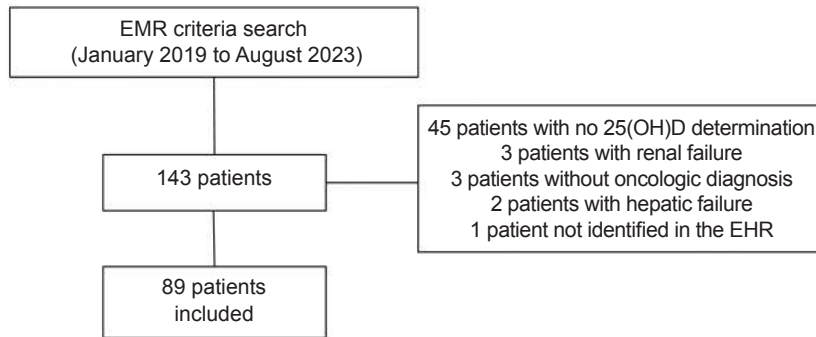 EMR criteria search
(January 2019 to August 2023)
45 patients with no 25(OH)D determination
3 patients with renal failure
3 patients without oncologic diagnosis
2 patients with hepatic failure
1 patient not identified in the EHR
143 patients
89 patients
included